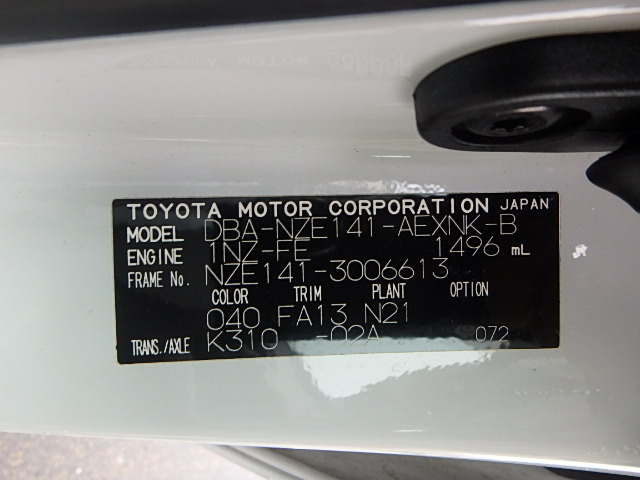 TOYOTA MOTOR CORPORATION JAPAN
MODEL DBA-NZE141-AEXNK-B
ENGINE 1NZ-FE 1496 mL
FRAME No. NZE141-3006613
COLOR TRIM PLANT OPTION
040 FA13 N21
TRANS./AXLE K310 -02A 072